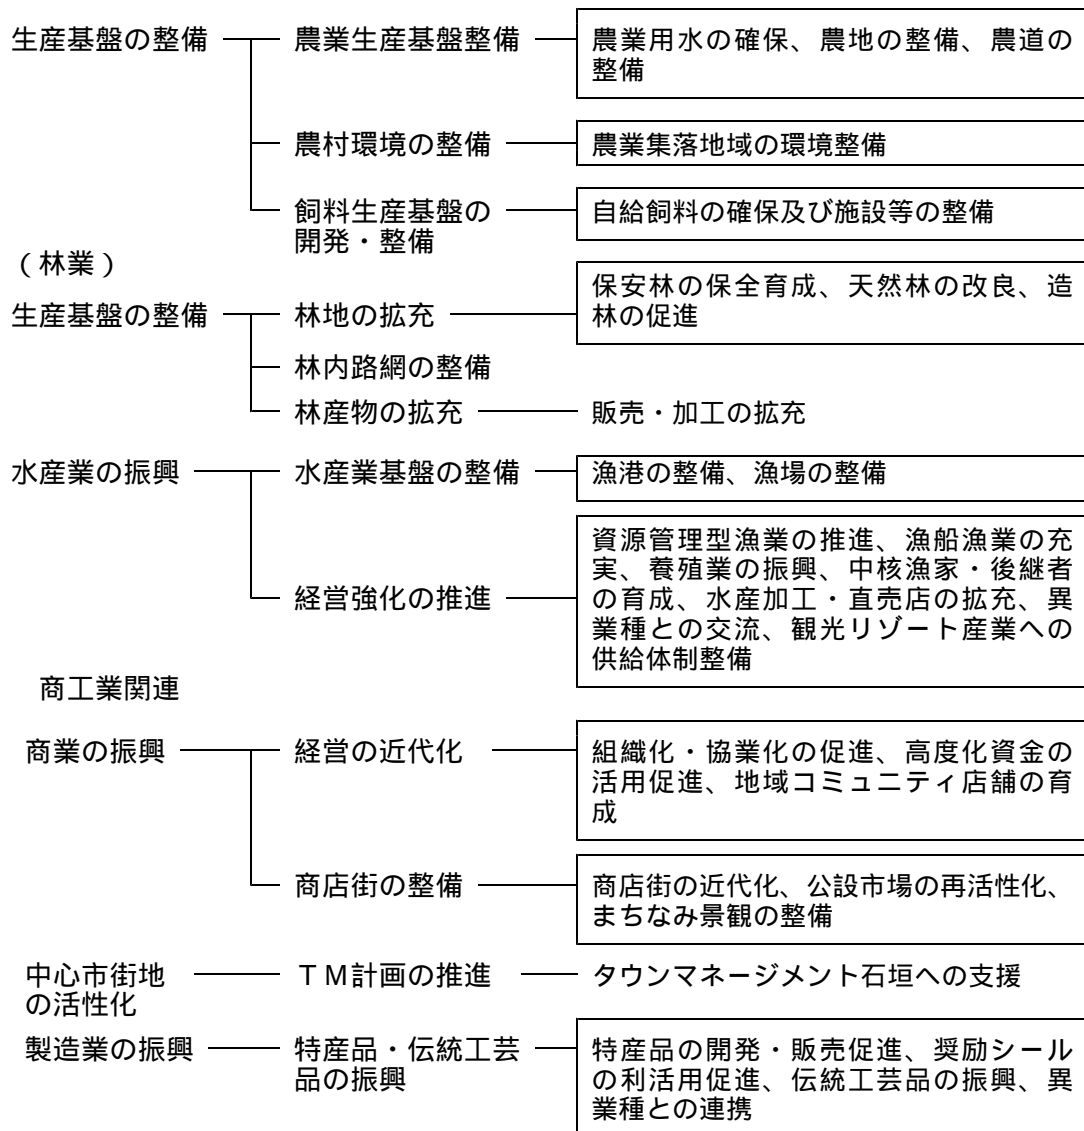 生産基盤の整備 農業生産基盤整備 農業用水の確保、農地の整備、農道の
整備
農村環境の整備 農業集落地域の環境整備
飼料生産基盤の 自給飼料の確保及び施設等の整備
開発・整備
(林業)
生産基盤の整備 林地の拡充 保安林の保全育成、天然林の改良、造
林の促進
林内路網の整備
林産物の拡充 販売・加工の拡充
水産業の振興 水産業基盤の整備 漁港の整備、漁場の整備
経営強化の推進 資源管理型漁業の推進、漁船漁業の充
実、養殖業の振興、中核漁家・後継者
の育成、水産加工・直売店の拡充、異
業種との交流、観光リゾート産業への
供給体制整備
商工業関連
商業の振興 経営の近代化 組織化・協業化の促進、高度化資金の
活用促進、地域コミュニティ店舗の育
成
商店街の整備 商店街の近代化、公設市場の再活性化、
まちなみ景観の整備
中心市街地 TM計画の推進 タウンマネージメント石垣への支援
の活性化
製造業の振興 特産品・伝統工芸 特産品の開発・販売促進、奨励シール
品の振興 の利活用促進、伝統工芸品の振興、異
業種との連携